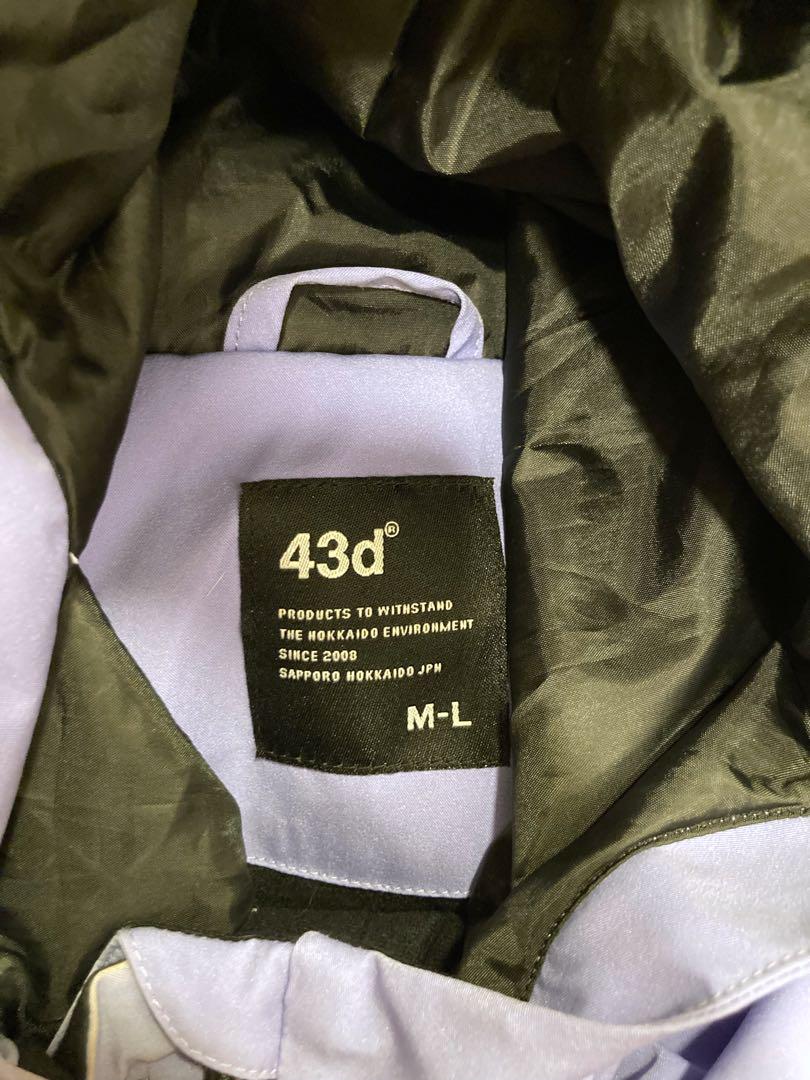 43d®
PRODUCTS TO WITHSTAND
THE HOKKAIDO ENVIRONMENT
SINCE 2008
SAPPORO HOKKAIDO JPN
M-L